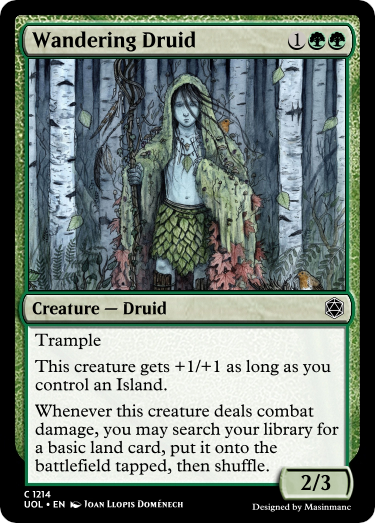 Wandering Druid 1
Creature — Druid
Trample
This creature gets +1/+1 as long as you
control an Island.
Whenever this creature deals combat
damage, you may search your library for
a basic land card, put it onto the
battlefield tapped, then shuffle.
2/3
C 1214
UOL • EN Joan Llopis Doménech
Designed by Masinmanc